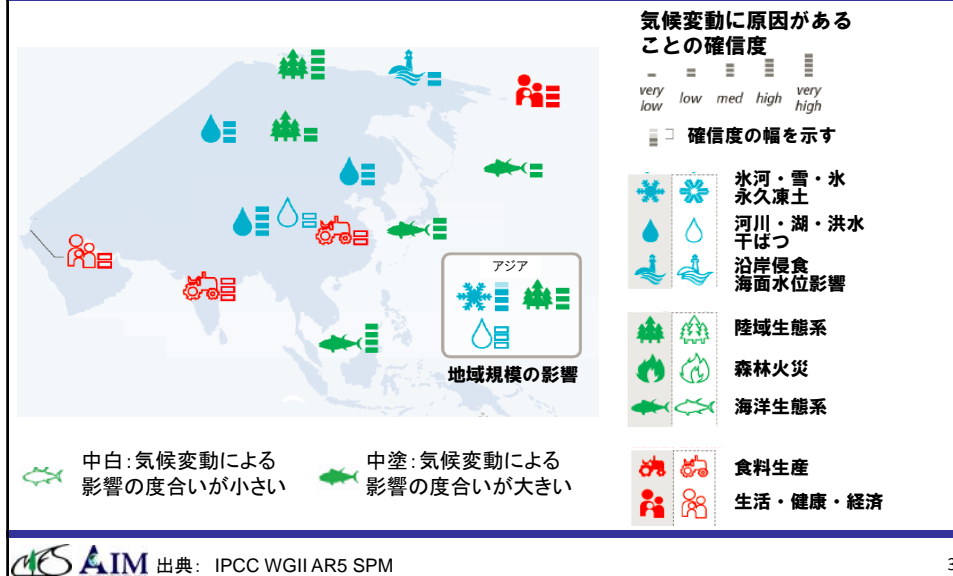 気候変動に原因がある
ことの確信度
very low
low
med
high
very high
確信度の幅を示す
氷河・雪・氷
永久凍土
河川・湖・洪水
干ばつ
沿岸侵食
海面水位影響
陸域生態系
森林火災
海洋生態系
食料生産
生活・健康・経済
アジア
地域規模の影響
中白：気候変動による
影響の度合いが小さい
中塗：気候変動による
影響の度合いが大きい
AIM 出典： IPCC WGII AR5 SPM
3